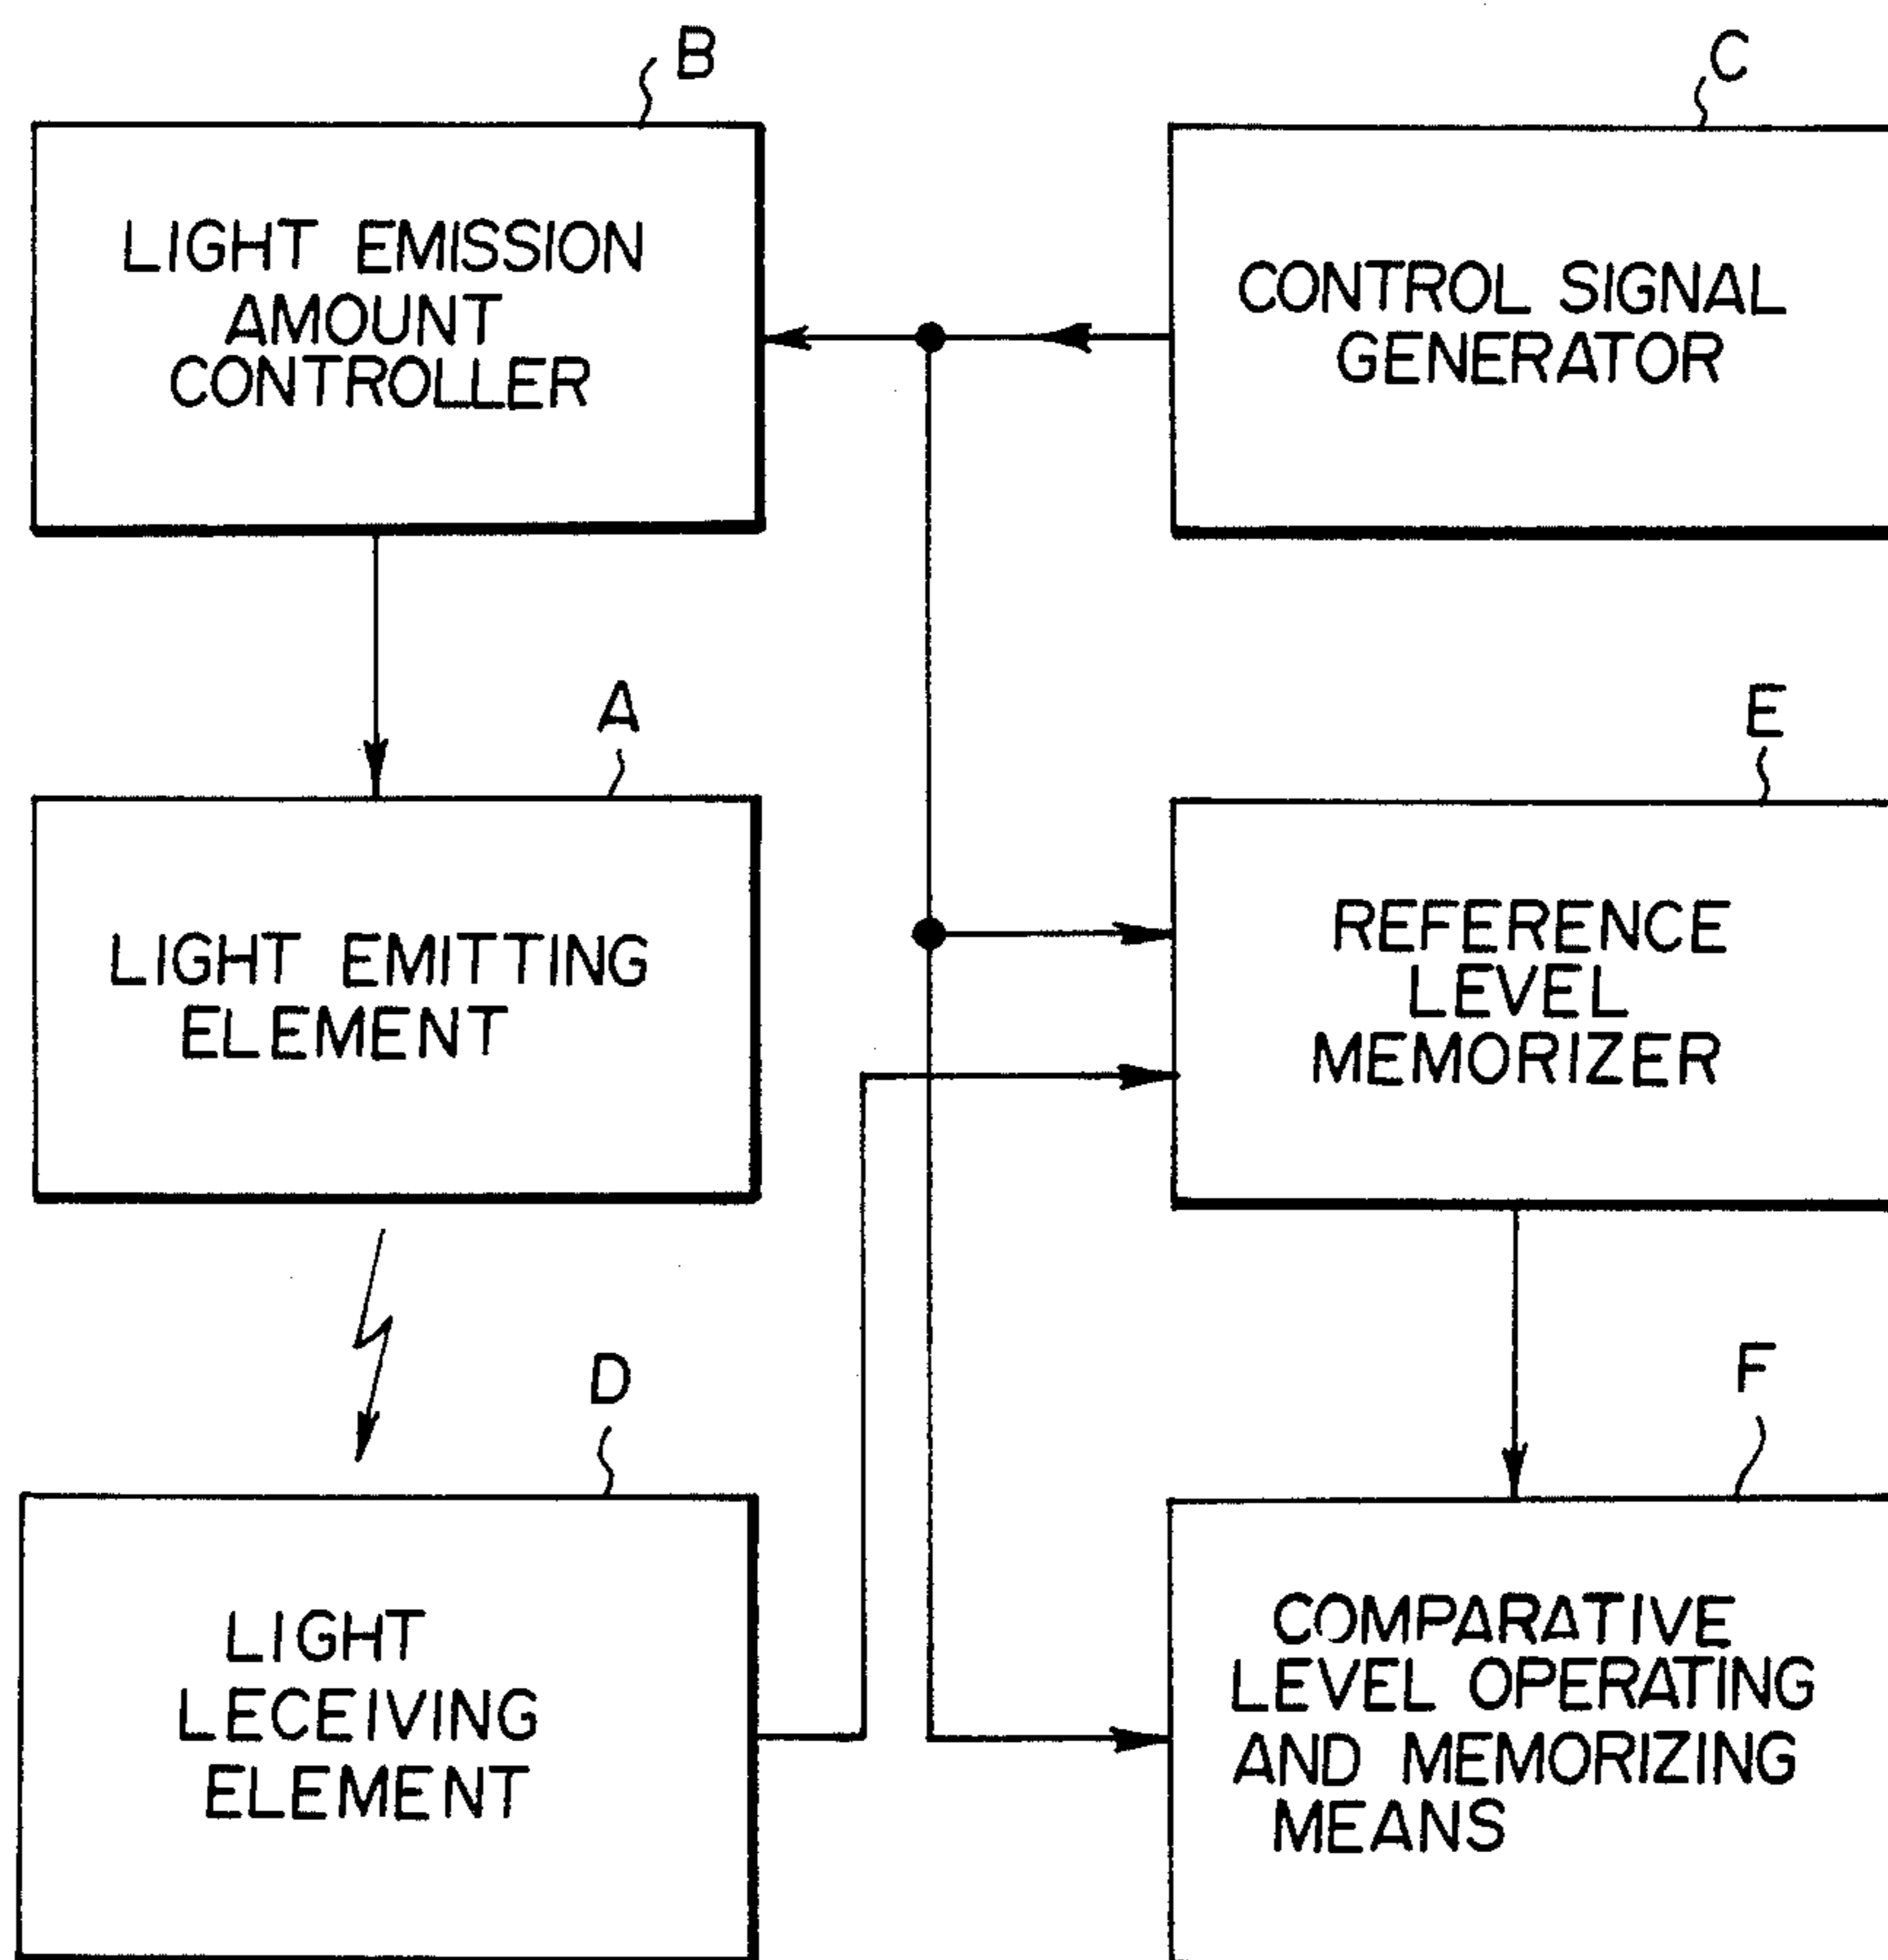 B
LIGHT EMISSION
AMOUNT
CONTROLLER
C
CONTROL SIGNAL
GENERATOR
A
LIGHT EMITTING
ELEMENT
E
REFERENCE
LEVEL
MEMORIZER
D
LIGHT
LECEIVING
ELEMENT
F
COMPARATIVE
LEVEL OPERATING
AND MEMORIZING
MEANS